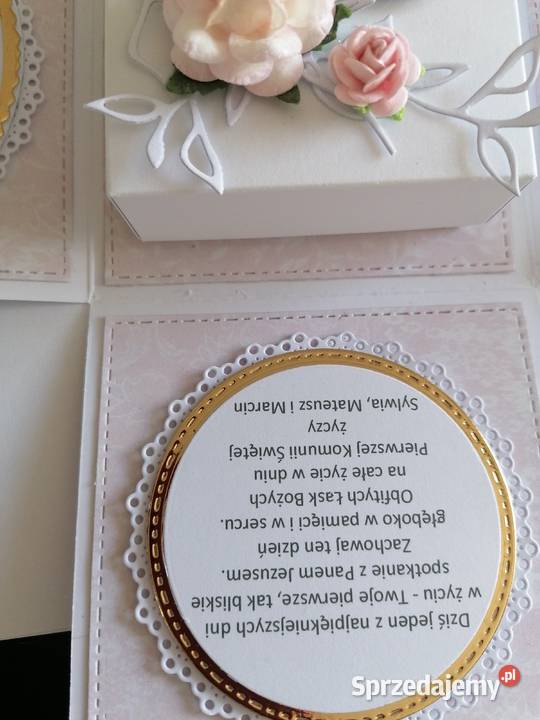 Dziś jeden z najpiękniejszych dni
w życiu - Twoje pierwsze, tak bliskie
spotkanie z Panem Jezusem.
Zachowaj ten dzień
głęboko w pamięci i w sercu.
Obfitych Łask Bożych
na całe życie w dniu
Pierwszej Komunii Świętej
życzy
Sylwia, Mateusz i Marcin
Sprzedajemy.pl